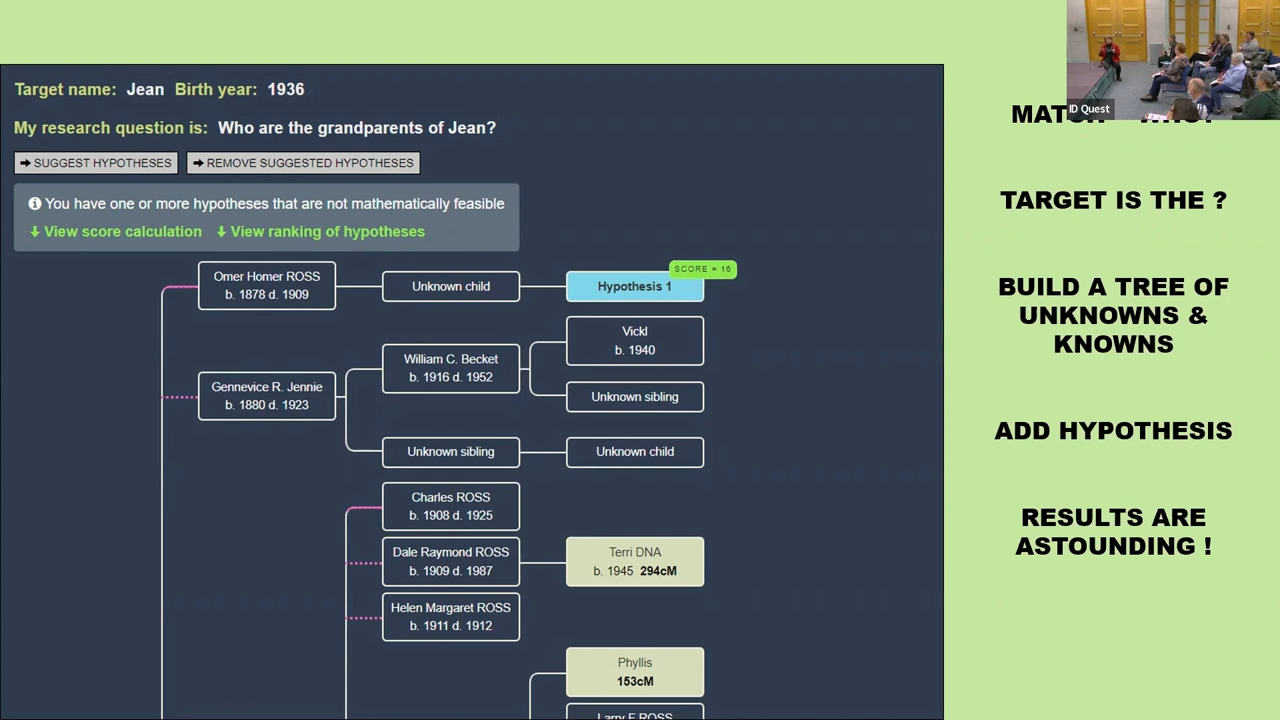 Target name: Jean Birth year: 1936
My research question is: Who are the grandparents of Jean?
SUGGEST HYPOTHESES
REMOVE SUGGESTED HYPOTHESES
You have one or more hypotheses that are not mathematically feasible
View score calculation
View ranking of hypotheses
Omer Homer ROSS
b. 1878 d. 1909
Unknown child
SCORE = 16
Hypothesis 1
Gennevice R. Jennie
b. 1880 d. 1923
William C. Becket
b. 1916 d. 1952
Vickl
b. 1940
Unknown sibling
Unknown sibling
Unknown child
Charles ROSS
b. 1908 d. 1925
Dale Raymond ROSS
b. 1909 d. 1987
Terri DNA
b. 1945 294cM
Helen Margaret ROSS
b. 1911 d. 1912
Phyllis
153cM
Larry E ROSS
ID Quest
TARGET IS THE ?
BUILD A TREE OF
UNKNOWNS &
KNOWNS
ADD HYPOTHESIS
RESULTS ARE
ASTOUNDING !